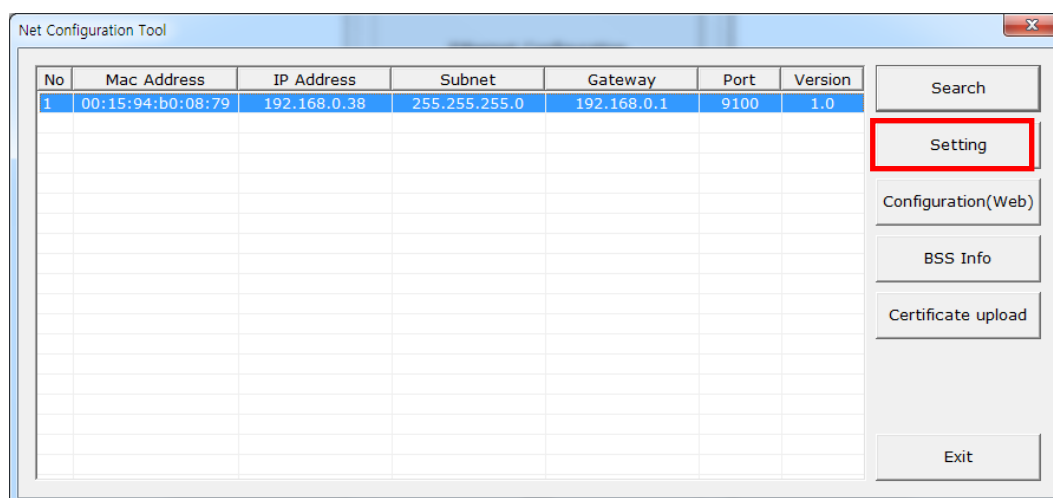 Net Configuration Tool
No Mac Address IP Address Subnet Gateway Port Version
1 00:15:94:b0:08:79 192.168.0.38 255.255.255.0 192.168.0.1 9100 1.0
Search
Setting
Configuration(Web)
BSS Info
Certificate upload
Exit